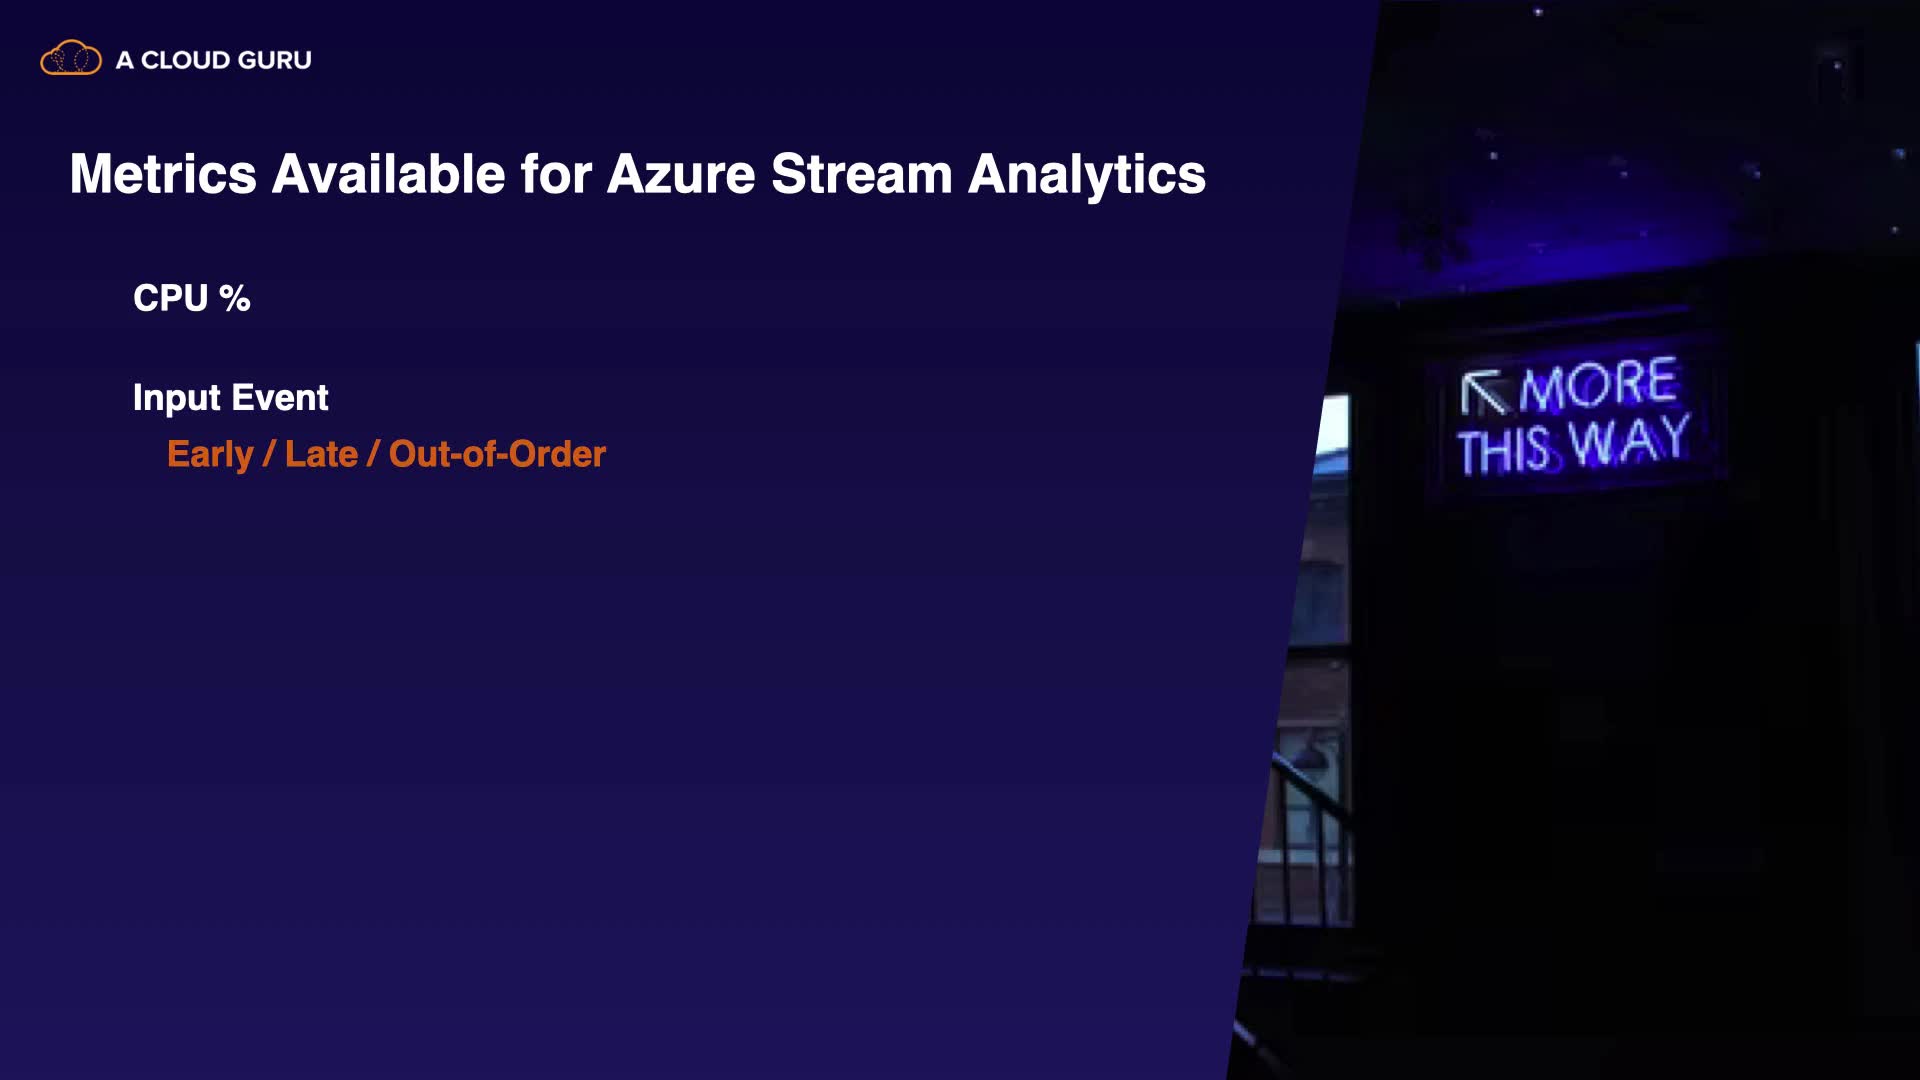 A CLOUD GURU
Metrics Available for Azure Stream Analytics
CPU %
Input Event
Early / Late / Out-of-Order
MORE
THIS WAY